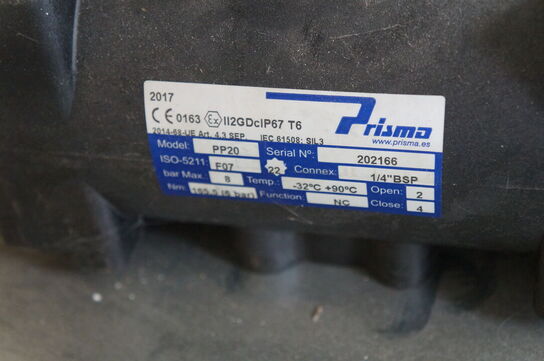 2017
CE 0163 Ex II2GDcIP67 T6
Prisma
www.prisma.es
2014-68-UE Art. 4.3 SEP. IEC 61508: SIL3
Model: PP20 Serial Nº: 202166
ISO-5211: F07 22 Connex.: 1/4"BSP
bar Max.: 8 Temp.: -32ºC +90ºC Open: 2
Nm: (6 bar) Function: NC Close: 4